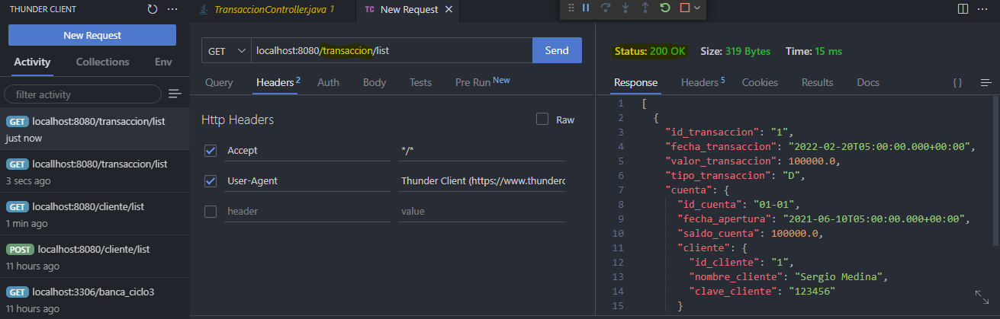 THUNDER CLIENT
New Request
Activity Collections Env
filter activity
GET localhost:8080/transaccion/list
just now
GET locallhost:8080/transaccion/list
3 secs ago
GET localhost:8080/cliente/list
1 min ago
POST localhost:8080/cliente/list
11 hours ago
GET localhost:3306/banca_ciclo3
11 hours ago
TransaccionController.java 1
TC New Request
GET localhost:8080/transaccion/list Send
Query Headers 2 Auth Body Tests Pre Run New
Http Headers Raw
Accept */*
User-Agent Thunder Client (https://www.thunderc
header value
Status: 200 OK Size: 319 Bytes Time: 15 ms
Response Headers 5 Cookies Results Docs { }
1 [
2 {
3 "id_transaccion": "1",
4 "fecha_transaccion": "2022-02-20T05:00:00.000+00:00",
5 "valor_transaccion": 100000.0,
6 "tipo_transaccion": "D",
7 "cuenta": {
8 "id_cuenta": "01-01",
9 "fecha_apertura": "2021-06-10T05:00:00.000+00:00",
10 "saldo_cuenta": 100000.0,
11 "cliente": {
12 "id_cliente": "1",
13 "nombre_cliente": "Sergio Medina",
14 "clave_cliente": "123456"
15 }